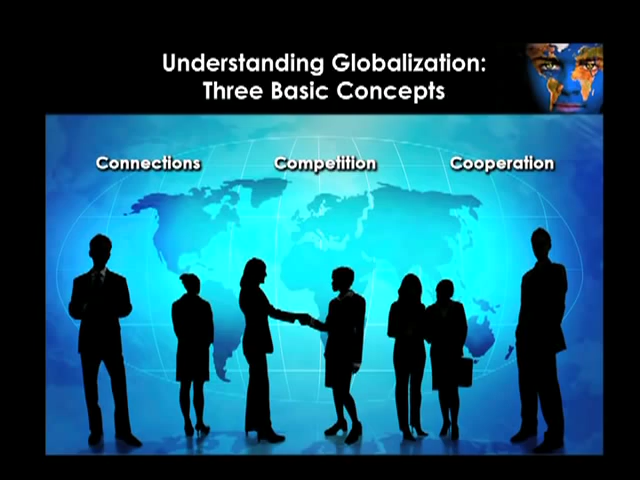 Understanding Globalization:
Three Basic Concepts
Connections Competition Cooperation